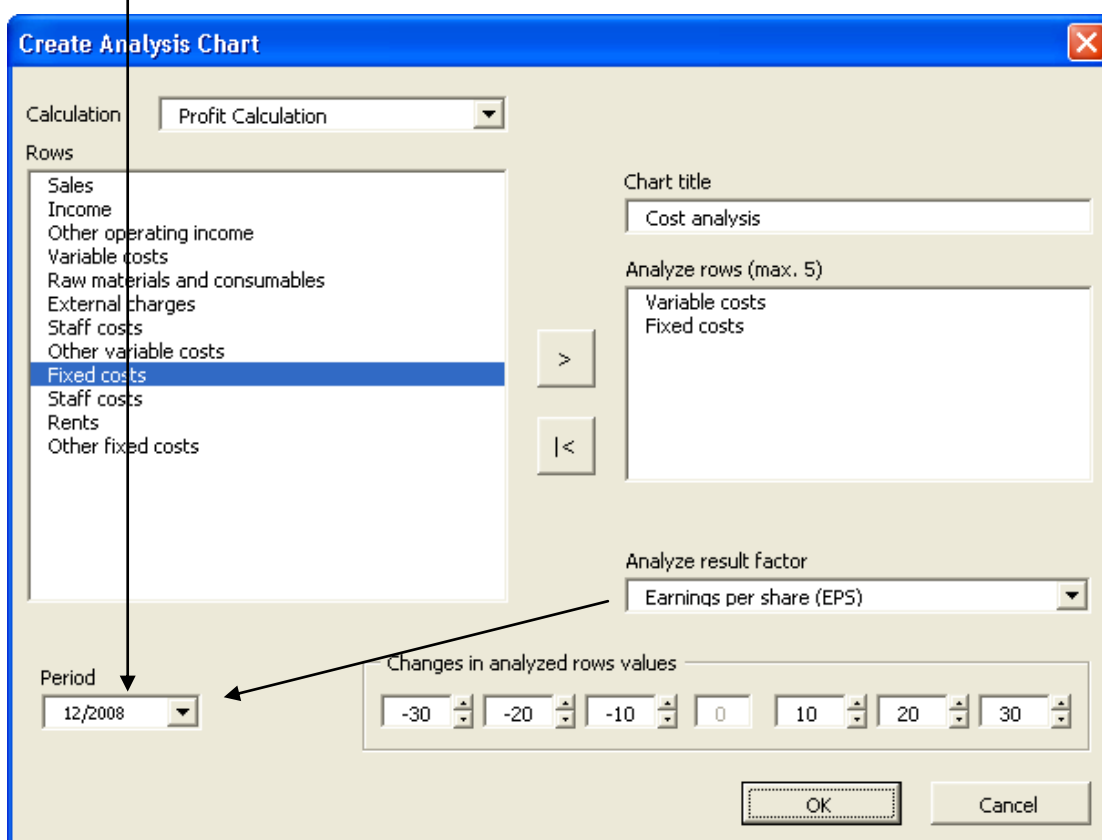 Create Analysis Chart
Calculation
Profit Calculation
Rows
Sales
Income
Other operating income
Variable costs
Raw materials and consumables
External charges
Staff costs
Other variable costs
Fixed costs
Staff costs
Rents
Other fixed costs
>
|<
Chart title
Cost analysis
Analyze rows (max. 5)
Variable costs
Fixed costs
Analyze result factor
Earnings per share (EPS)
Period
12/2008
Changes in analyzed rows values
-30 -20 -10 0 10 20 30
OK Cancel